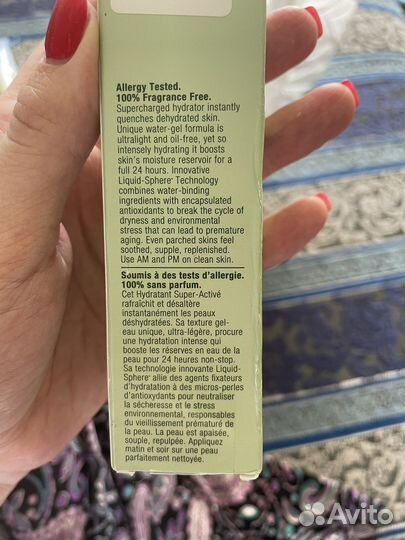 Allergy Tested.
100% Fragrance Free.
Supercharged hydrator instantly
quenches dehydrated skin.
Unique water-gel formula is
ultralight and oil-free, yet so
intensely hydrating it boosts
skin's moisture reservoir for a
full 24 hours. Innovative
Liquid-Sphere* Technology
combines water-binding
ingredients with encapsulated
antioxidants to break the cycle of
dryness and environmental
stress that can lead to premature
aging. Even parched skins feel
soothed, supple, replenished.
Use AM and PM on clean skin.
Soumis à des tests d'allergie.
100% sans parfum.
Cet Hydratant Super-Activé
rafraîchit et désaltère
instantanément les peaux
déshydratées. Sa texture gel-
eau unique, ultra-légère, procure
une hydratation intense qui
booste les réserves en eau de la
peau pour 24 heures non-stop.
Sa technologie innovante Liquid-
Sphere* allie des agents fixateurs
d'hydratation à des micro-perles
d'antioxydants pour neutraliser
la sécheresse et le stress
environnemental, responsables
du vieillissement prématuré de
la peau. La peau est apaisée,
souple, repulpée. Appliquez
matin et soir sur une peau
parfaitement nettoyée.
Avito